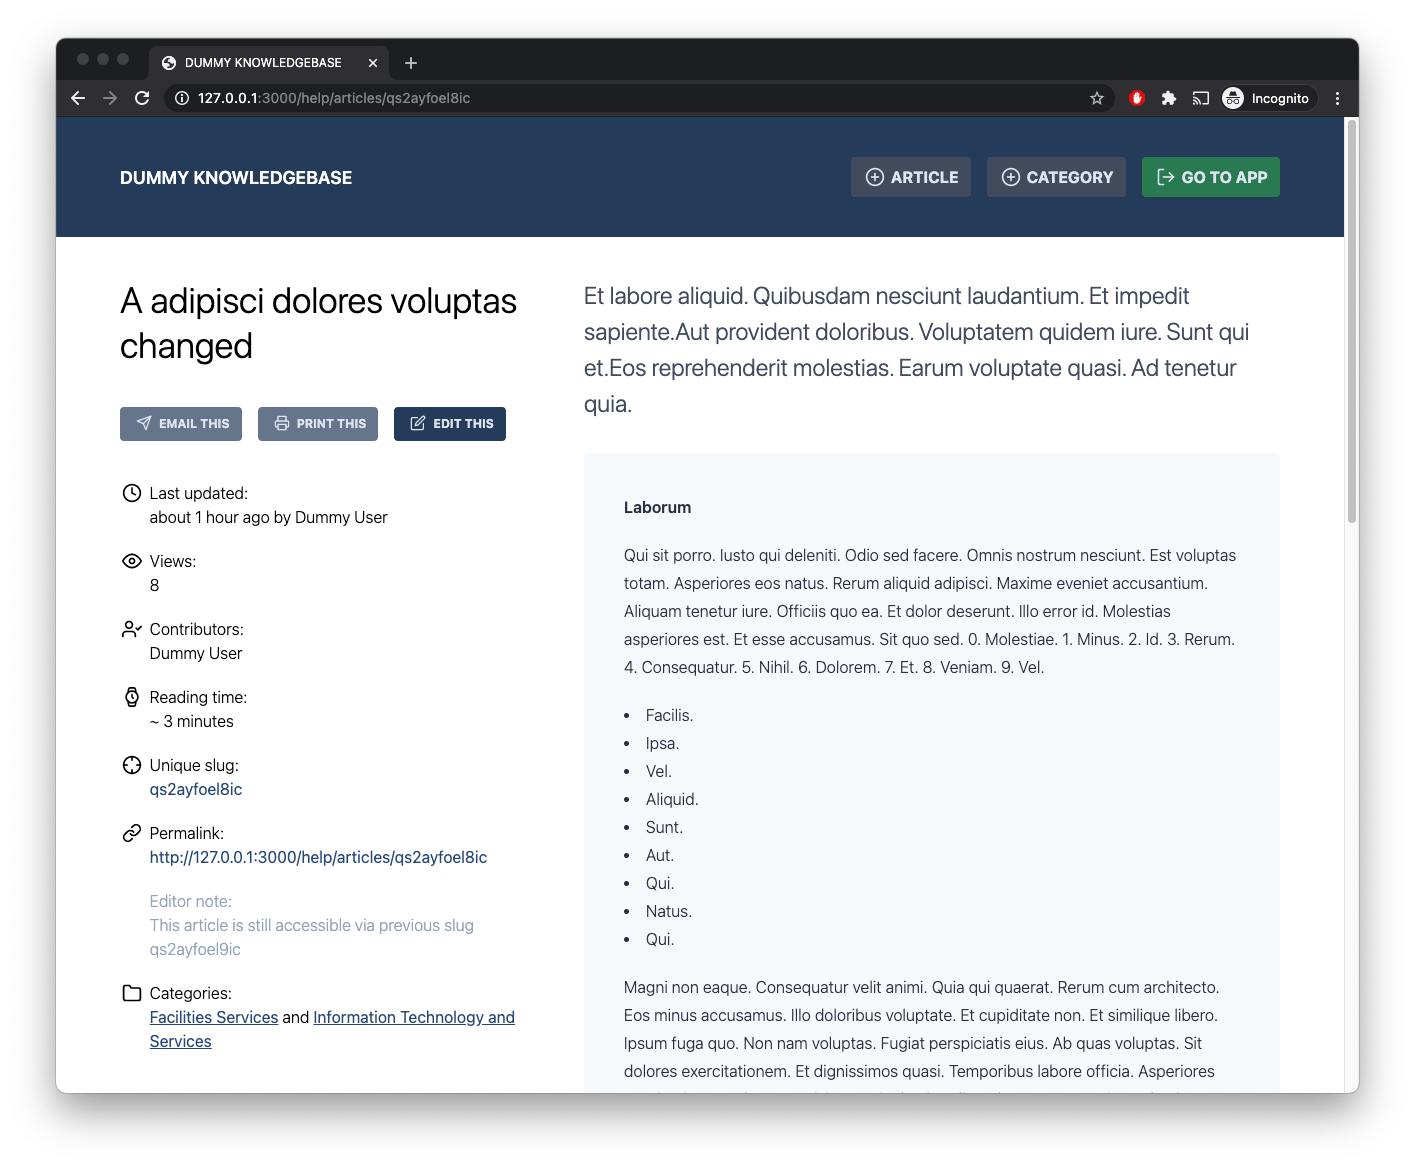 DUMMY KNOWLEDGEBASE
127.0.0.1:3000/help/articles/qs2ayfoel8ic
Incognito
DUMMY KNOWLEDGEBASE
ARTICLE
CATEGORY
GO TO APP
A adipisci dolores voluptas
changed
EMAIL THIS
PRINT THIS
EDIT THIS
Last updated:
about 1 hour ago by Dummy User
Views:
8
Contributors:
Dummy User
Reading time:
~ 3 minutes
Unique slug:
qs2ayfoel8ic
Permalink:
http://127.0.0.1:3000/help/articles/qs2ayfoel8ic
Editor note:
This article is still accessible via previous slug
qs2ayfoel9ic
Categories:
Facilities Services and Information Technology and
Services
Et labore aliquid. Quibusdam nesciunt laudantium. Et impedit
sapiente.Aut provident doloribus. Voluptatem quidem iure. Sunt qui
et.Eos reprehenderit molestias. Earum voluptate quasi. Ad tenetur
quia.
Laborum
Qui sit porro. Iusto qui deleniti. Odio sed facere. Omnis nostrum nesciunt. Est voluptas
totam. Asperiores eos natus. Rerum aliquid adipisci. Maxime eveniet accusantium.
Aliquam tenetur iure. Officiis quo ea. Et dolor deserunt. Illo error id. Molestias
asperiores est. Et esse accusamus. Sit quo sed. 0. Molestiae. 1. Minus. 2. Id. 3. Rerum.
4. Consequatur. 5. Nihil. 6. Dolorem. 7. Et. 8. Veniam. 9. Vel.
• Facilis.
• Ipsa.
• Vel.
• Aliquid.
• Sunt.
• Aut.
• Qui.
• Natus.
• Qui.
Magni non eaque. Consequatur velit animi. Quia qui quaerat. Rerum cum architecto.
Eos minus accusamus. Illo doloribus voluptate. Et cupiditate non. Et similique libero.
Ipsum fuga quo. Non nam voluptas. Fugiat perspiciatis eius. Ab quas voluptas. Sit
dolores exercitationem. Et dignissimos quasi. Temporibus labore officia. Asperiores